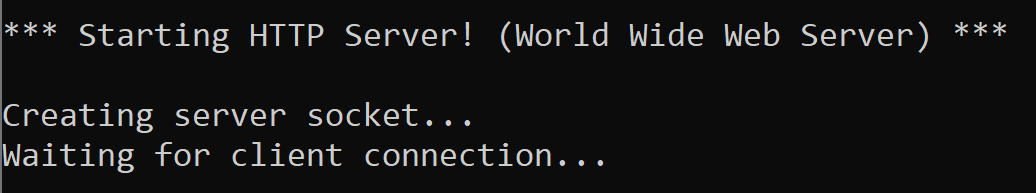 *** Starting HTTP Server! (World Wide Web Server) ***
Creating server socket...
Waiting for client connection...